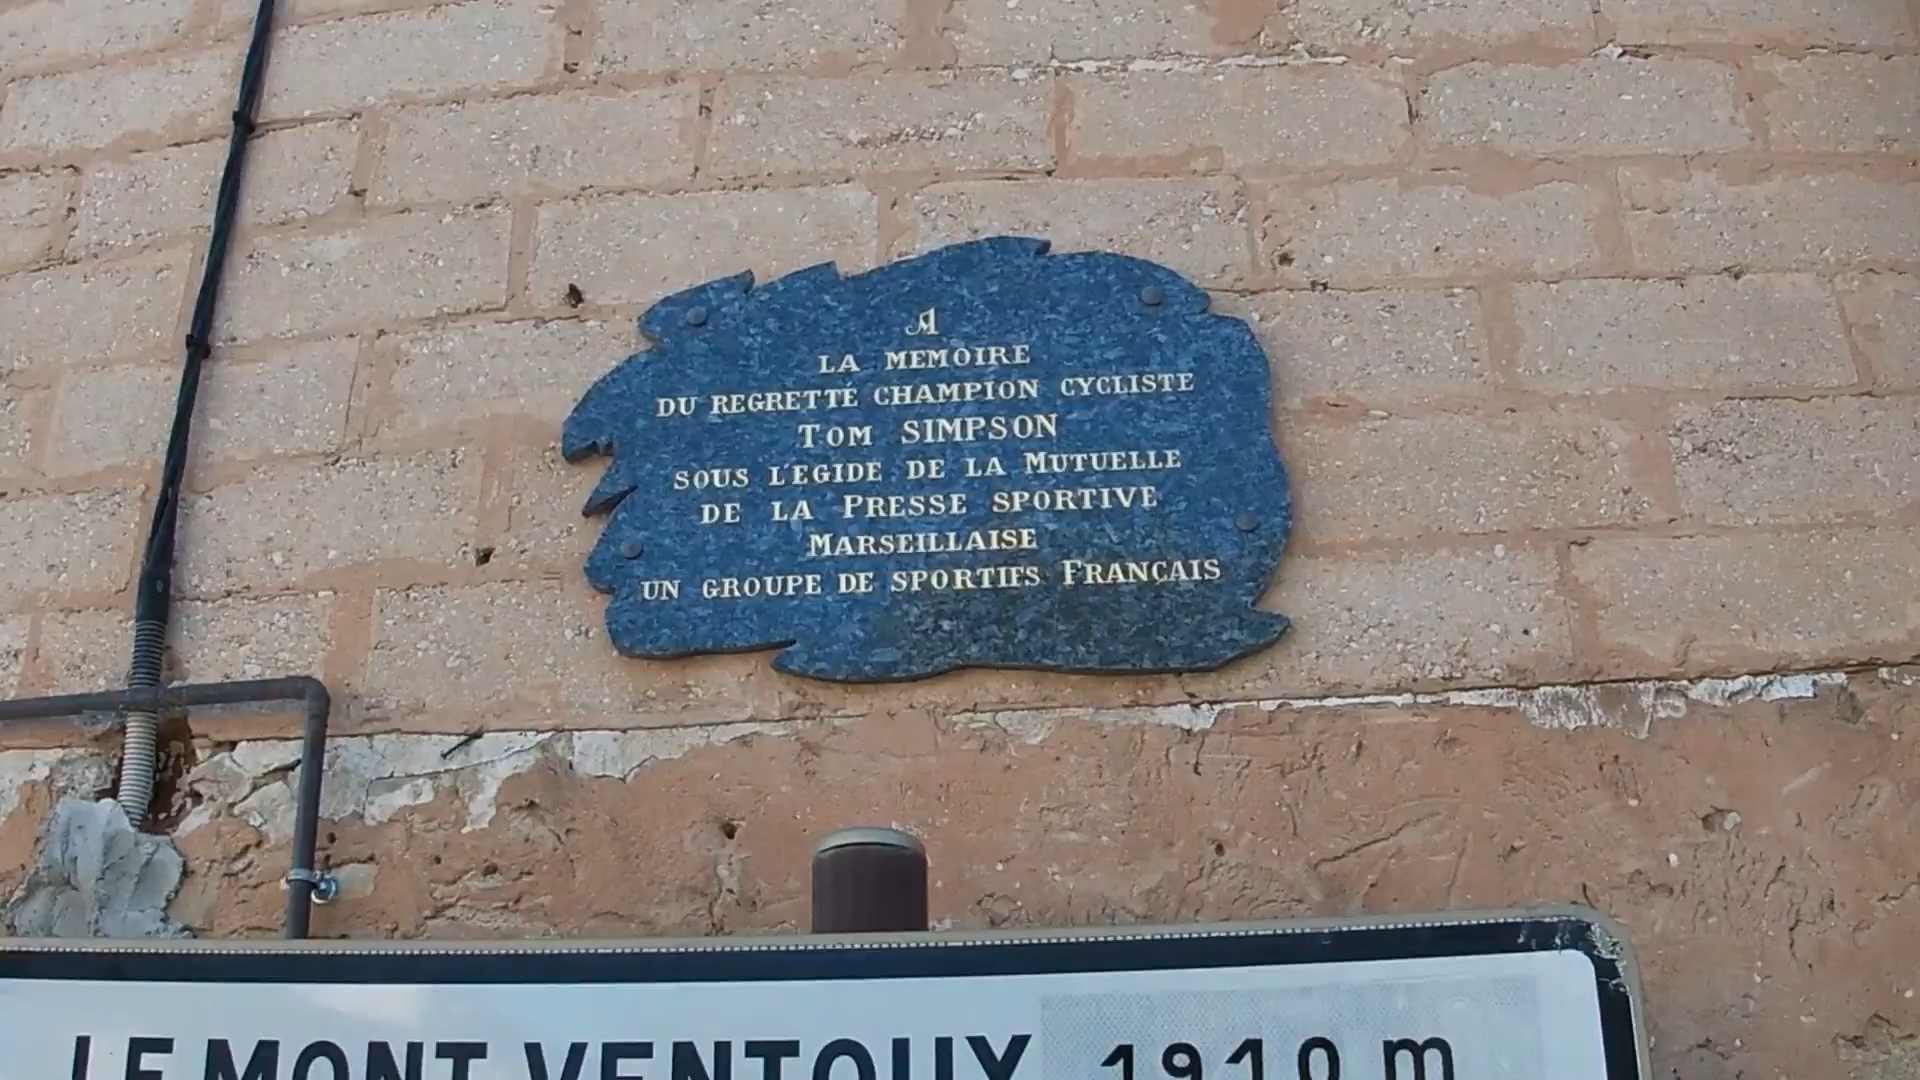 A
LA MEMOIRE
DU REGRETTÉ CHAMPION CYCLISTE
TOM SIMPSON
SOUS L'EGIDE DE LA MUTUELLE
DE LA PRESSE SPORTIVE
MARSEILLAISE
UN GROUPE DE SPORTIFS FRANÇAIS
LE MONT VENTOUX 1910 m